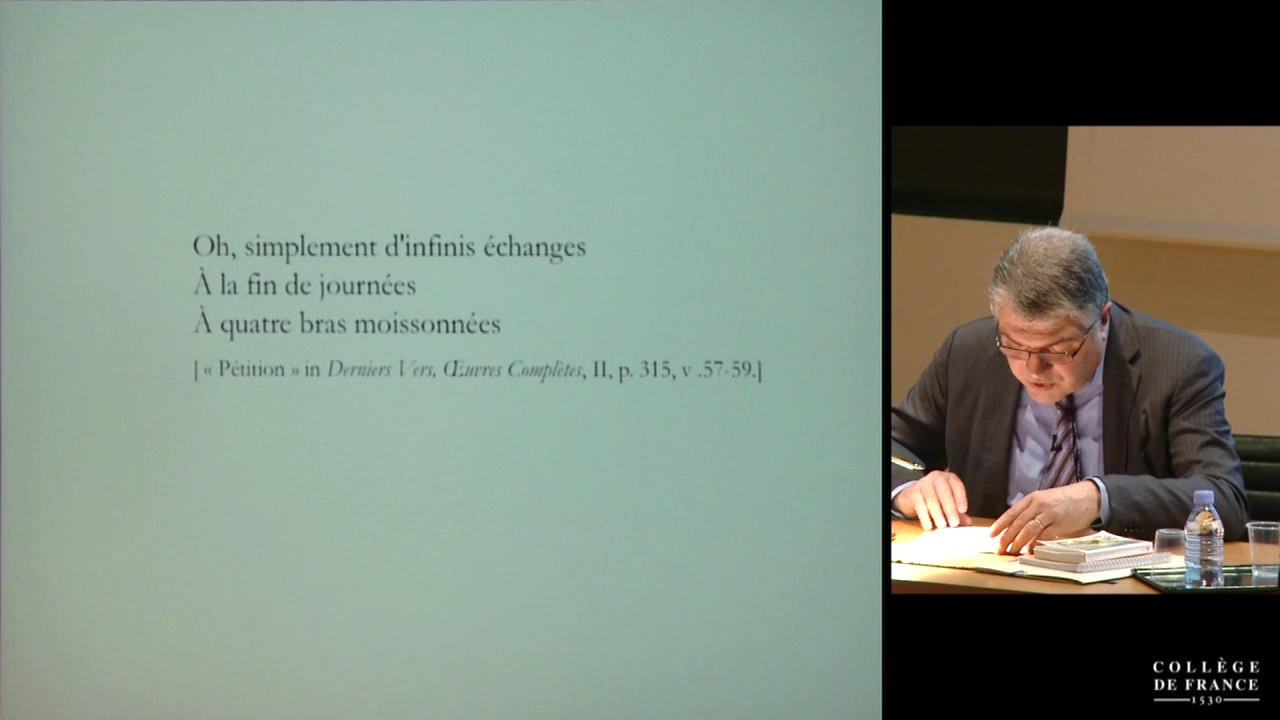 Oh, simplement d'infinis échanges
À la fin de journées
À quatre bras moissonnées
[ « Pétition » in Derniers Vers, Œuvres Complètes, II, p. 315, v .57-59.]
COLLÈGE
DE FRANCE
1530